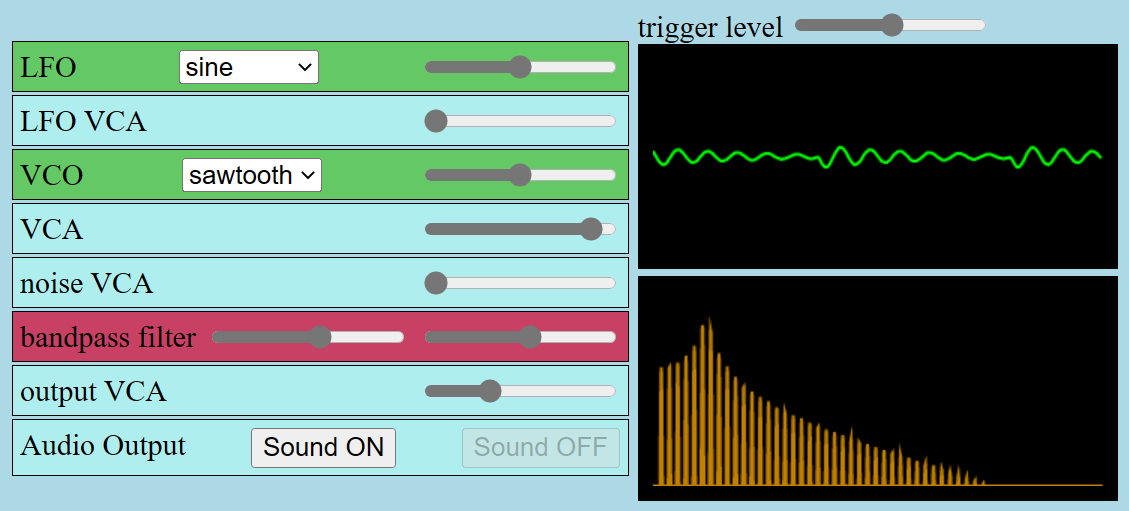 trigger level
LFO sine
LFO VCA
VCO sawtooth
VCA
noise VCA
bandpass filter
output VCA
Audio Output Sound ON Sound OFF